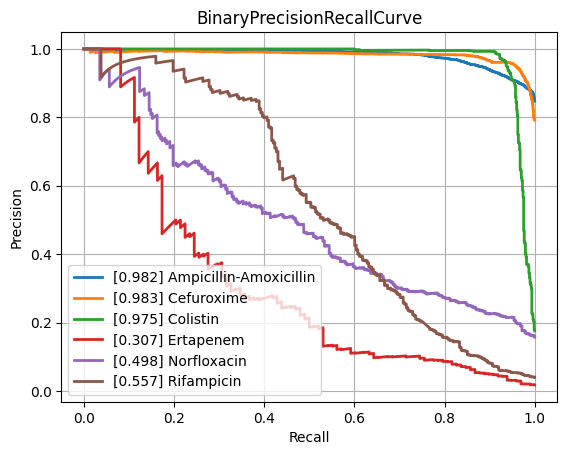 BinaryPrecisionRecallCurve
Precision
1.0
0.8
0.6
0.4
0.2
0.0
[0.982] Ampicillin-Amoxicillin
[0.983] Cefuroxime
[0.975] Colistin
[0.307] Ertapenem
[0.498] Norfloxacin
[0.557] Rifampicin
0.0 0.2 0.4 0.6 0.8 1.0
Recall